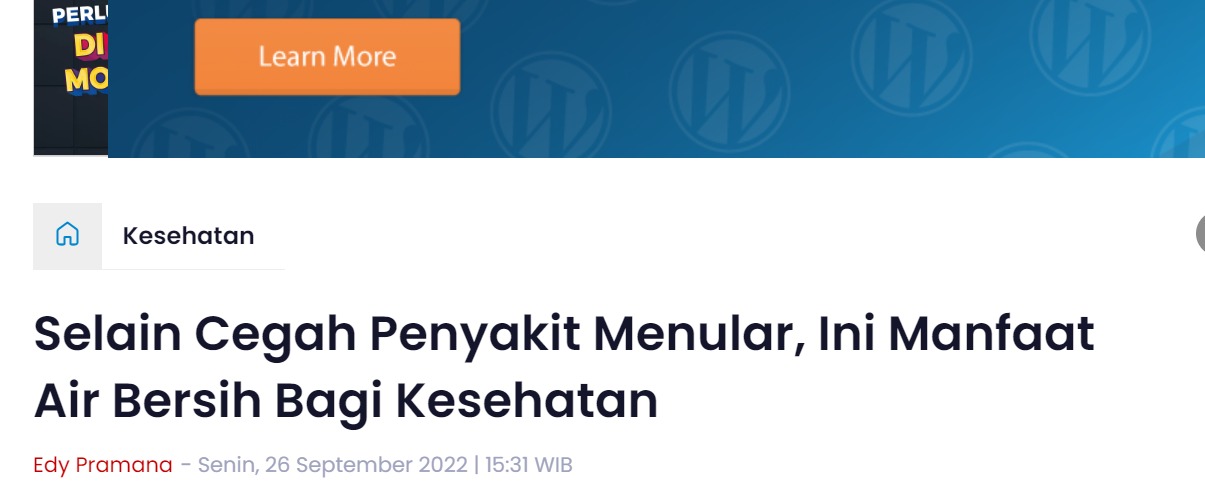 Learn More
Kesehatan
Selain Cegah Penyakit Menular, Ini Manfaat
Air Bersih Bagi Kesehatan
Edy Pramana - Senin, 26 September 2022 | 15:31 WIB